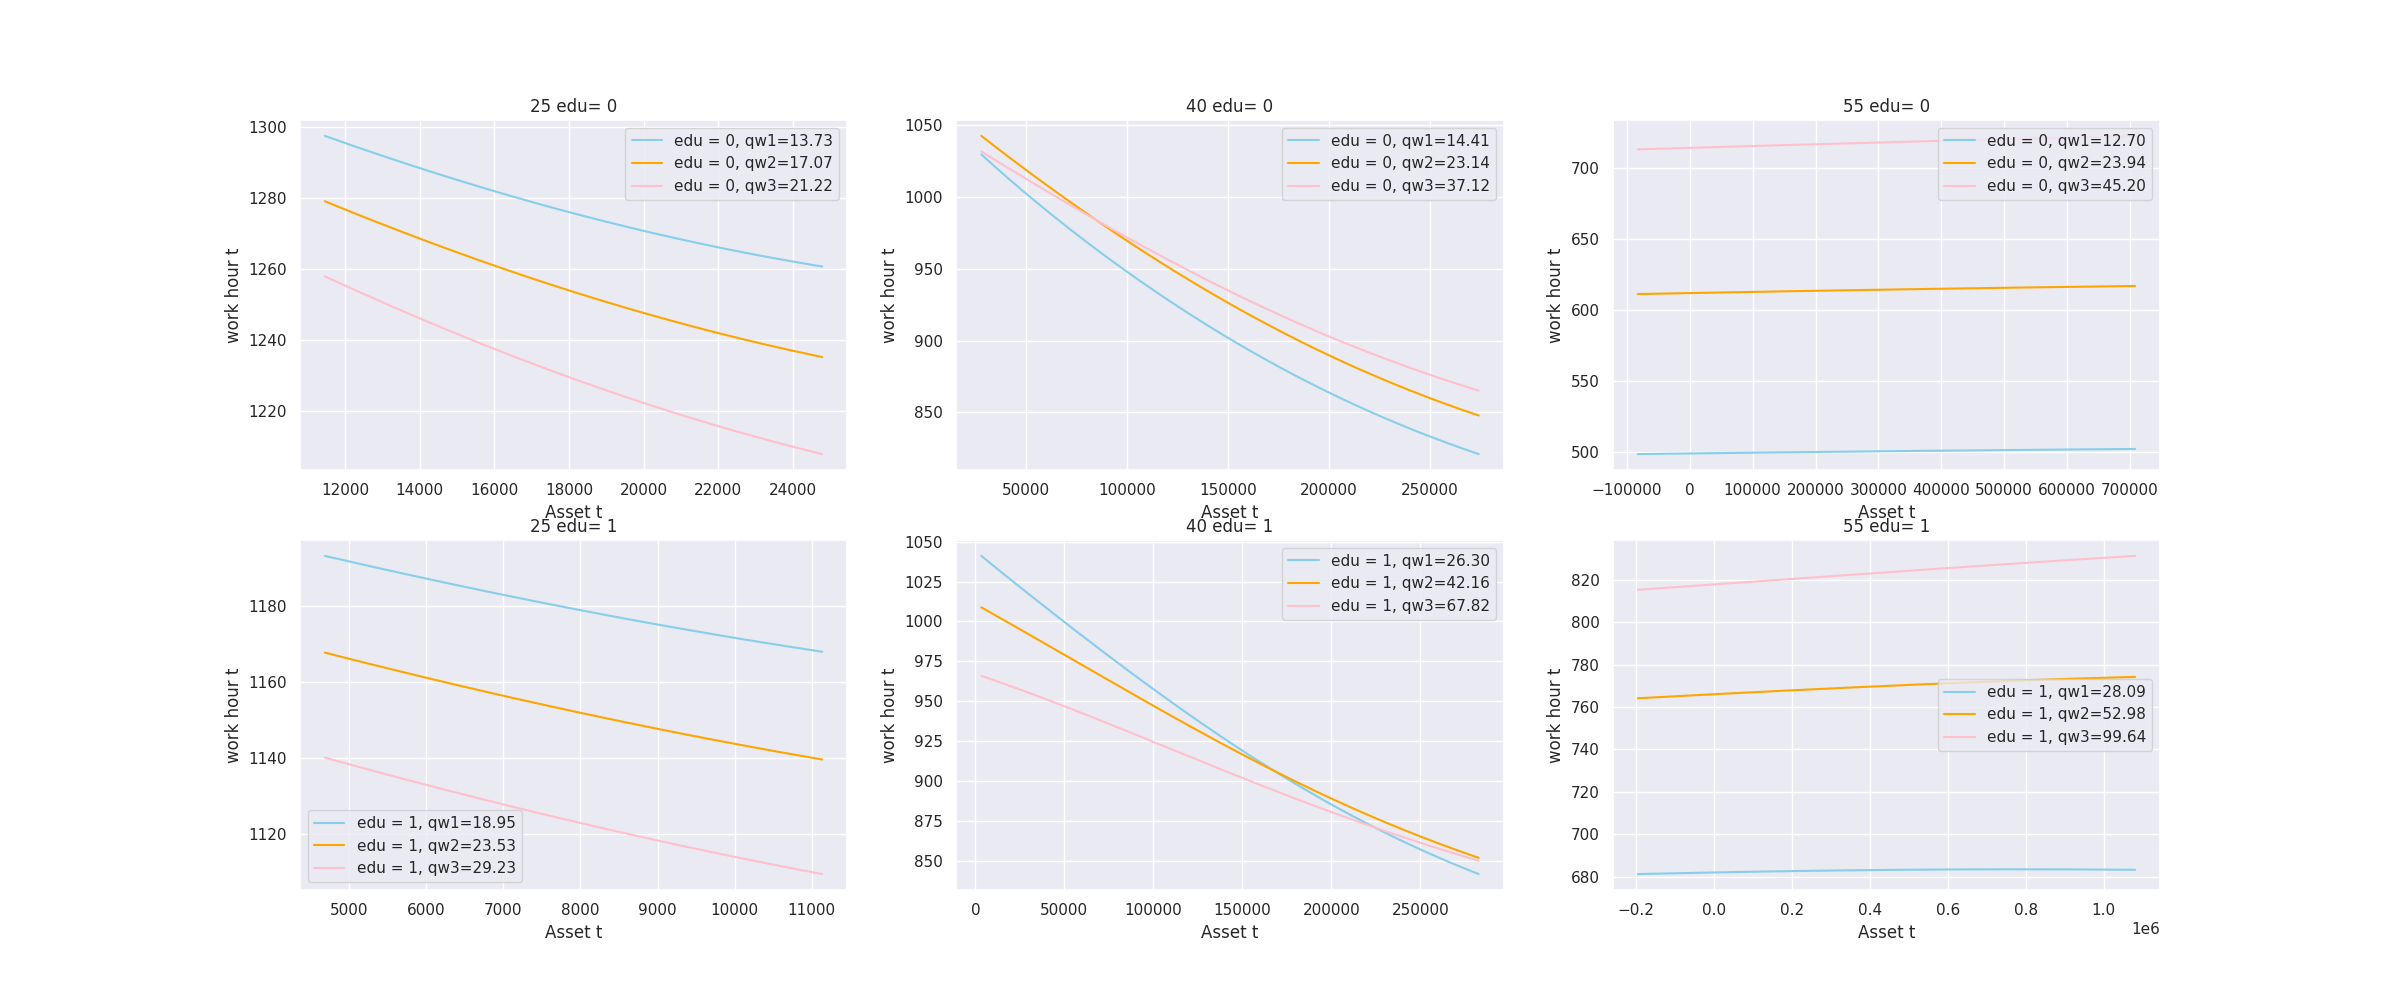 25 edu= 0
1300
1280
1260
1240
1220
work hour t
edu = 0, qw1=13.73
edu = 0, qw2=17.07
edu = 0, qw3=21.22
12000 14000 16000 18000 20000 22000 24000
Asset t
40 edu= 0
1050
1000
950
900
850
work hour t
edu = 0, qw1=14.41
edu = 0, qw2=23.14
edu = 0, qw3=37.12
50000 100000 150000 200000 250000
Asset t
55 edu= 0
700
650
600
550
500
work hour t
edu = 0, qw1=12.70
edu = 0, qw2=23.94
edu = 0, qw3=45.20
−100000 0 100000 200000 300000 400000 500000 600000 700000
Asset t
25 edu= 1
1180
1160
1140
1120
work hour t
edu = 1, qw1=18.95
edu = 1, qw2=23.53
edu = 1, qw3=29.23
5000 6000 7000 8000 9000 10000 11000
Asset t
40 edu= 1
1050
1025
1000
975
950
925
900
875
850
work hour t
edu = 1, qw1=26.30
edu = 1, qw2=42.16
edu = 1, qw3=67.82
0 50000 100000 150000 200000 250000
Asset t
55 edu= 1
820
800
780
760
740
720
700
680
work hour t
edu = 1, qw1=28.09
edu = 1, qw2=52.98
edu = 1, qw3=99.64
−0.2 0.0 0.2 0.4 0.6 0.8 1.0
1e6
Asset t